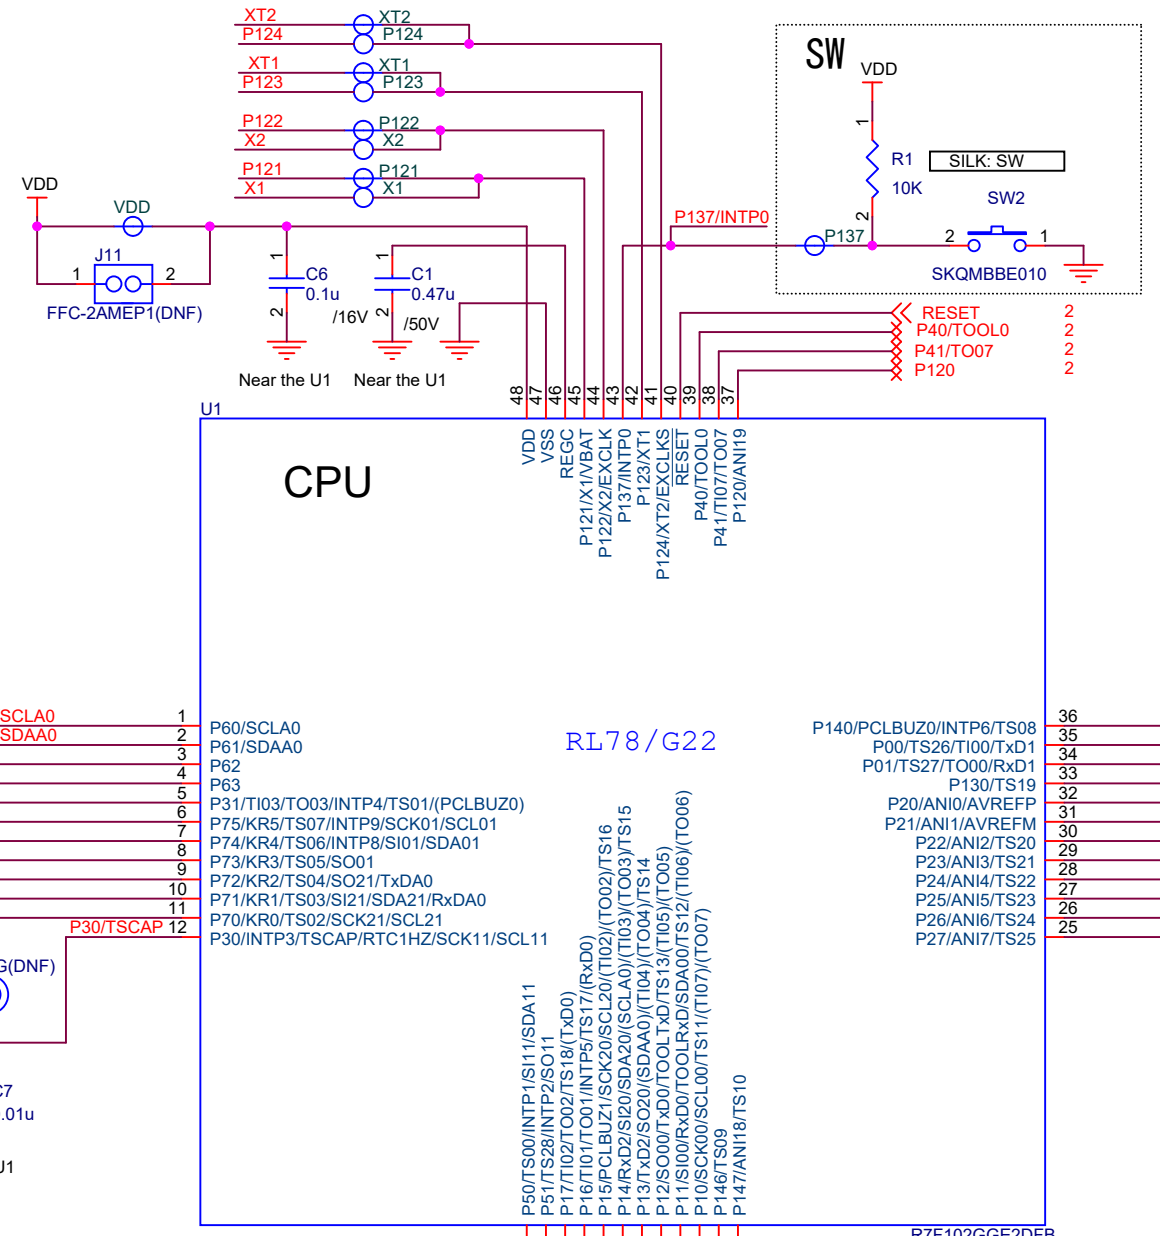 XT2 XT2
P124 P124
XT1 XT1
P123 P123
P122 P122
X2 X2
P121 P121
X1 X1
VDD
VDD
J11
1 2
FFC-2AMEP1(DNF)
1
C6
0.1u
2 /16V
Near the U1
1
C1
0.47u
2 /50V
Near the U1
SW
VDD
1
R1
10K
2
SILK: SW
SW2
P137/INTP0
P137
2 1
SKQMBBE010
RESET 2
P40/TOOL0 2
P41/TO07 2
P120 2
48 47 46 45 44 43 42 41 40 39 38 37
U1
CPU
VDD
VSS
REGC
P121/X1/VBAT
P122/X2/EXCLK
P137/INTP0
P123/XT1
P124/XT2/EXCLKS
RESET
P40/TOOL0
P41/TI07/TO07
P120/ANI19
RL78/G22
SCLA0 1 P60/SCLA0
SDAA0 2 P61/SDAA0
3 P62
4 P63
5 P31/TI03/TO03/INTP4/TS01/(PCLBUZ0)
6 P75/KR5/TS07/INTP9/SCK01/SCL01
7 P74/KR4/TS06/INTP8/SI01/SDA01
8 P73/KR3/TS05/SO01
9 P72/KR2/TS04/SO21/TxDA0
10 P71/KR1/TS03/SI21/SDA21/RxDA0
11 P70/KR0/TS02/SCK21/SCL21
P30/TSCAP 12 P30/INTP3/TSCAP/RTC1HZ/SCK11/SCL11
P140/PCLBUZ0/INTP6/TS08 36
P00/TS26/TI00/TxD1 35
P01/TS27/TO00/RxD1 34
P130/TS19 33
P20/ANI0/AVREFP 32
P21/ANI1/AVREFM 31
P22/ANI2/TS20 30
P23/ANI3/TS21 29
P24/ANI4/TS22 28
P25/ANI5/TS23 27
P26/ANI6/TS24 26
P27/ANI7/TS25 25
G(DNF)
C7
.01u
U1
P50/TS00/INTP1/SI11/SDA11
P51/TS28/INTP2/SO11
P17/TI02/TO02/TS18/(TxD0)
P16/TI01/TO01/INTP5/TS17/(RxD0)
P15/PCLBUZ1/SCK20/SCL20/(TI02)/(TO02)/TS16
P14/RxD2/SI20/SDA20/(SCLA0)/(TI03)/(TO03)/TS15
P13/TxD2/SO20/(SDAA0)/(TI04)/(TO04)/TS14
P12/SO00/TxD0/TOOLTxD/TS13/(TI05)/(TO05)
P11/SI00/RxD0/TOOLRxD/SDA00/TS12/(TI06)/(TO06)
P10/SCK00/SCL00/TS11/(TI07)/(TO07)
P146/TS09
P147/ANI18/TS10
R7F102GGE2DFB